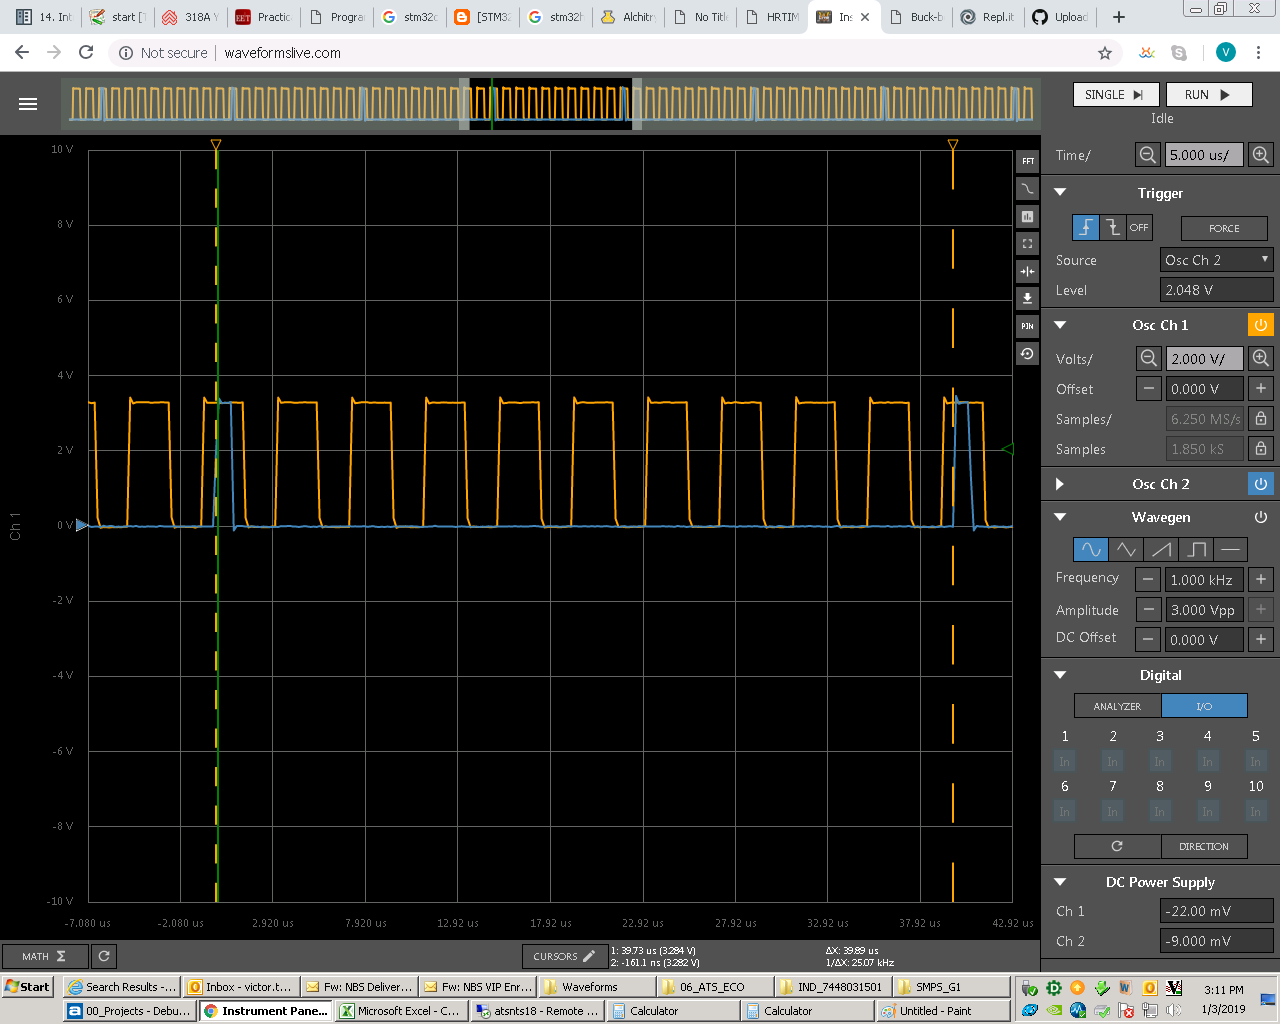 14. Int
start [T
318A Y
Practic
Progra
stm32c
[STM32
stm32h
Alchitry
No Title
HRTIM
Ins
Buck-b
Repl.it
Upload
Not secure | waveformslive.com
V
SINGLE
RUN
Idle
Time/
5.000 us/
Trigger
OFF
FORCE
Source
Osc Ch 2
Level
2.048 V
Osc Ch 1
Volts/
2.000 V/
Offset
0.000 V
Samples/
6.250 MS/s
Samples
1.850 kS
Osc Ch 2
Wavegen
Frequency
1.000 kHz
Amplitude
3.000 Vpp
DC Offset
0.000 V
Digital
ANALYZER
I/O
1 2 3 4 5
In In In In In
6 7 8 9 10
In In In In In
DIRECTION
DC Power Supply
Ch 1
-22.00 mV
Ch 2
-9.000 mV
10 V
8 V
6 V
4 V
2 V
0 V
-2 V
-4 V
-6 V
-8 V
-10 V
Ch 1
FFT
PIN
-7.080 us
-2.080 us
2.920 us
7.920 us
12.92 us
17.92 us
22.92 us
27.92 us
32.92 us
37.92 us
42.92 us
MATH Σ
CURSORS
1: 39.73 us (3.284 V)
2: -161.1 ns (3.282 V)
ΔX: 39.89 us
1/ΔX: 25.07 kHz
Start
Search Results -...
Inbox - victor.t...
Fw: NBS Deliver...
Fw: NBS VIP Enr...
Waveforms
06_ATS_ECO
IND_7448031501
SMPS_G1
3:11 PM
00_Projects - Debu...
Instrument Pane...
Microsoft Excel - C...
atsnts18 - Remote ...
Calculator
Calculator
Untitled - Paint
1/3/2019